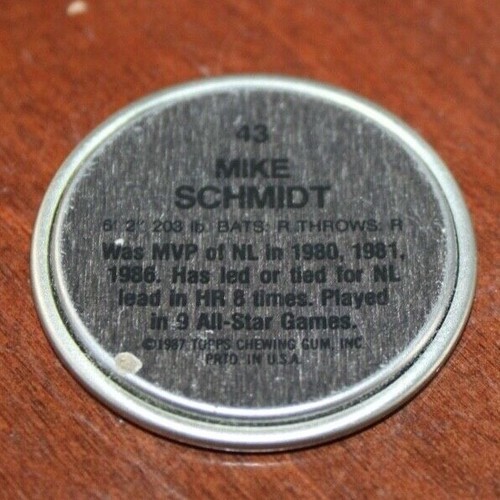 43
MIKE
SCHMIDT
6' 2" 203 lb. BATS: R THROWS: R
Was MVP of NL in 1980, 1981,
1986. Has led or tied for NL
lead in HR 8 times. Played
in 9 All-Star Games.
©1987 TOPPS CHEWING GUM, INC.
PRTD. IN U.S.A.